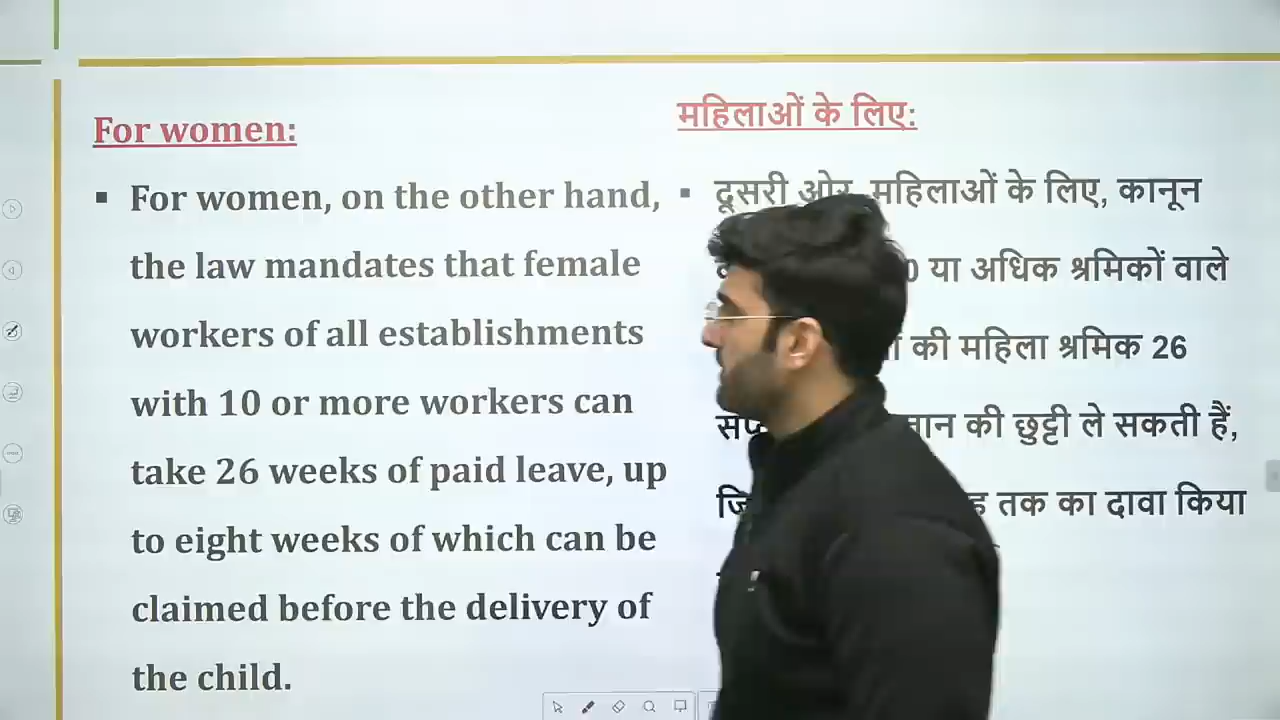 For women:
▪ For women, on the other hand,
the law mandates that female
workers of all establishments
with 10 or more workers can
take 26 weeks of paid leave, up
to eight weeks of which can be
claimed before the delivery of
the child.
महिलाओं के लिए:
▪ दूसरी ओर, महिलाओं के लिए, कानून
या अधिक श्रमिकों वाले
की महिला श्रमिक 26
की छुट्टी ले सकती हैं,
तक का दावा किया